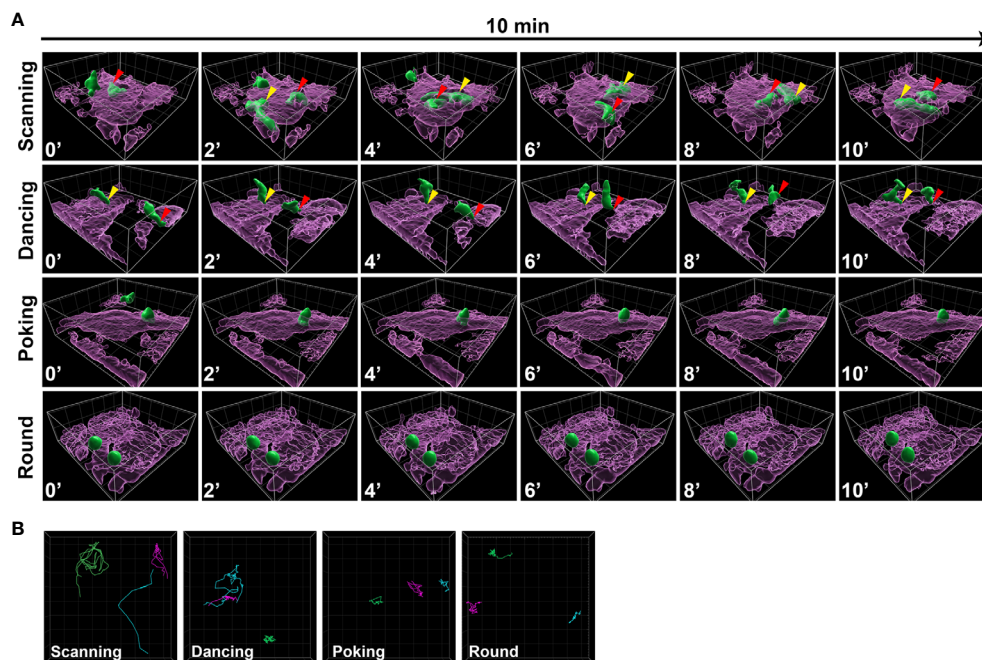 A
10 min
Scanning
0’ 2’ 4’ 6’ 8’ 10’
Dancing
0’ 2’ 4’ 6’ 8’ 10’
Poking
0’ 2’ 4’ 6’ 8’ 10’
Round
0’ 2’ 4’ 6’ 8’ 10’
B
Scanning Dancing Poking Round